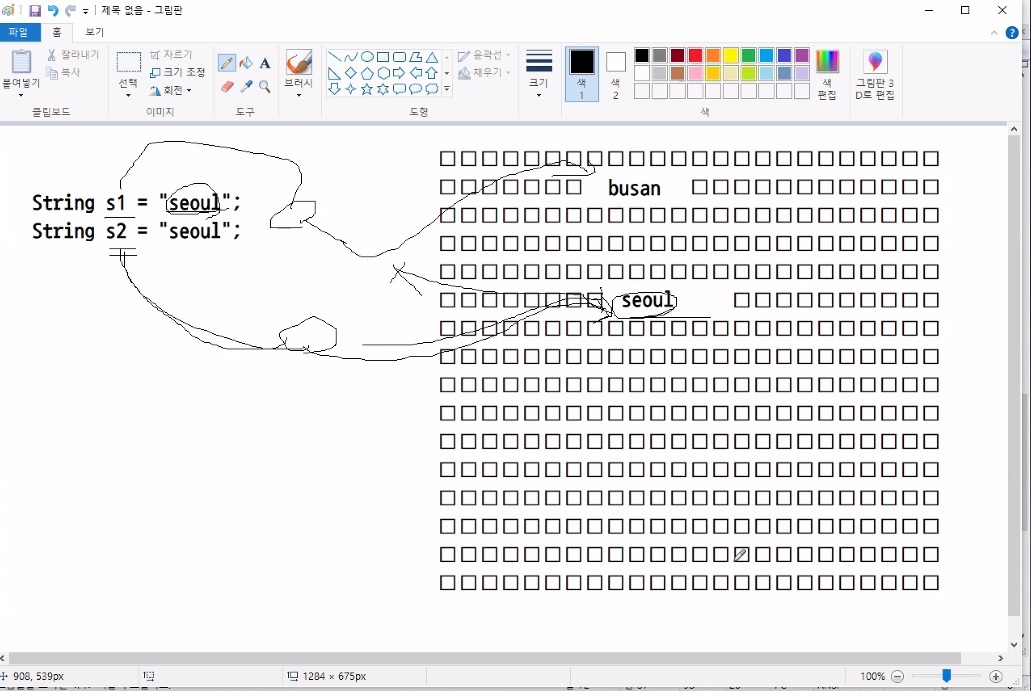 제목 없음 - 그림판
파일 홈 보기
붙여넣기
잘라내기
복사
클립보드
선택
자르기
크기 조정
회전
이미지
A
도구
브러시
윤곽선
채우기
도형
크기
색 1
색 2
색 편집
색
그림판 3D로 편집
String s1 = "seoul";
String s2 = "seoul";
busan
seoul
908, 539px
1284 × 675px
100%